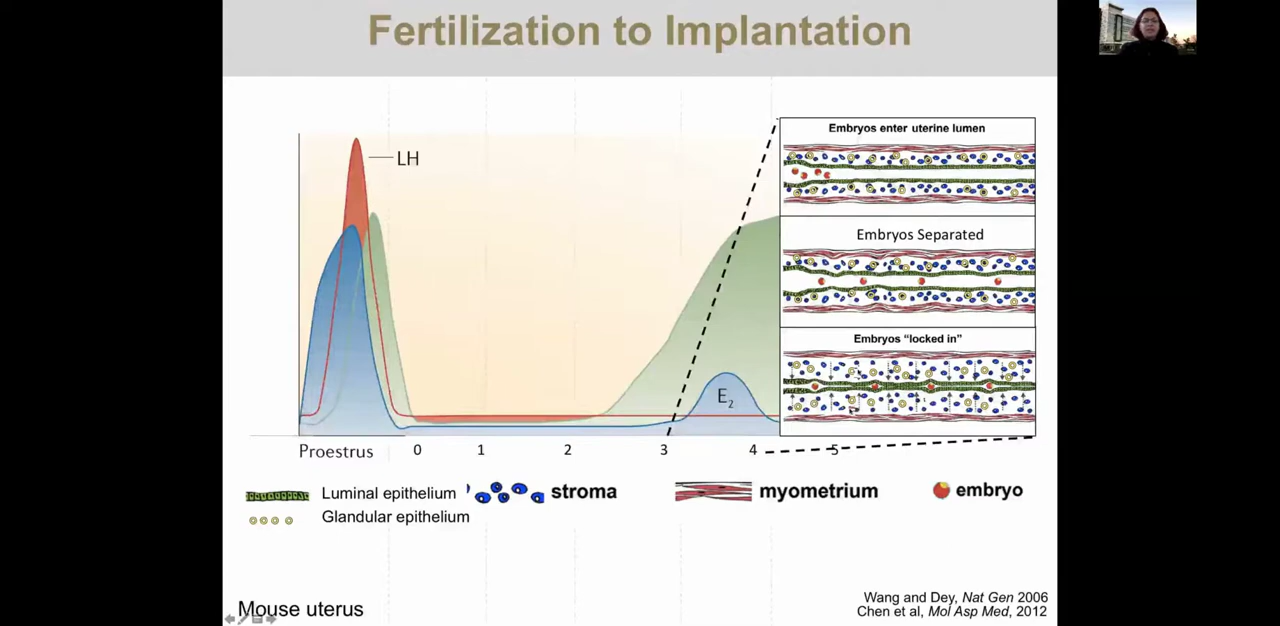 Fertilization to Implantation
LH
E2
Proestrus 0 1 2 3 4 5
Embryos enter uterine lumen
Embryos Separated
Embryos “locked in”
Luminal epithelium
stroma
myometrium
embryo
Glandular epithelium
Mouse uterus
Wang and Dey, Nat Gen 2006
Chen et al, Mol Asp Med, 2012